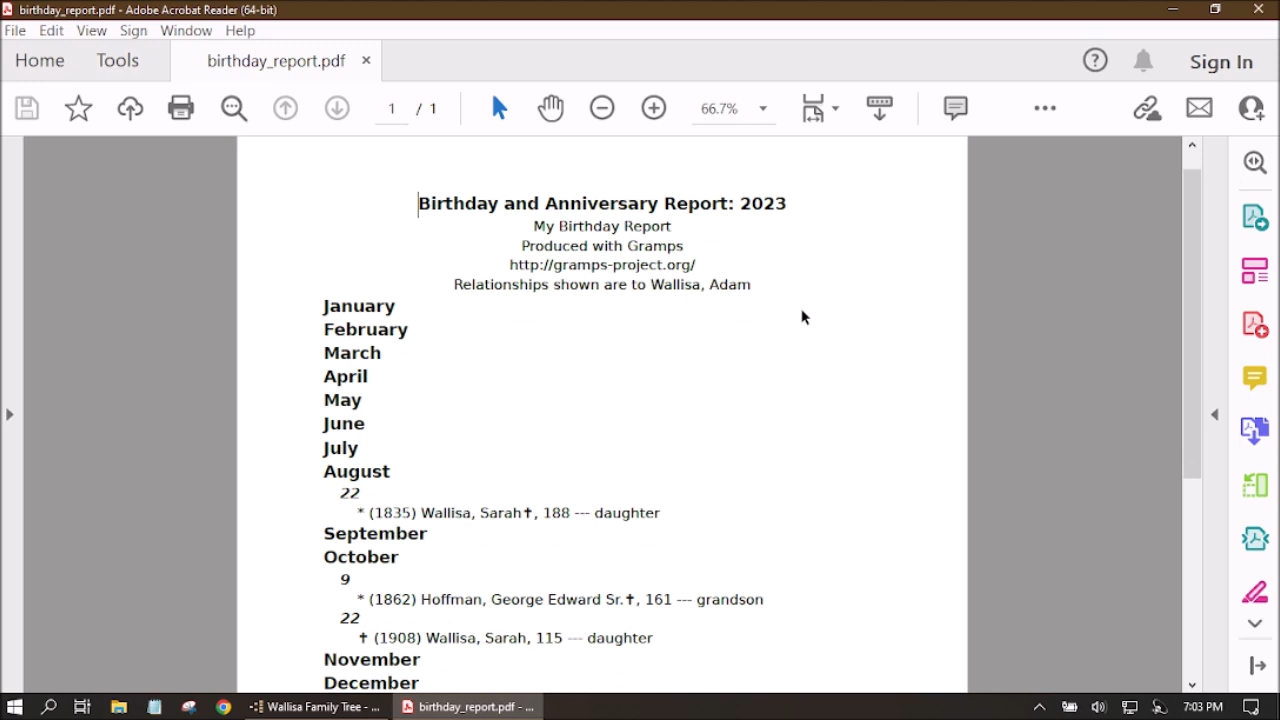 birthday_report.pdf - Adobe Acrobat Reader (64-bit)
File Edit View Sign Window Help
Home Tools birthday_report.pdf × Sign In
1 / 1 66.7%
Birthday and Anniversary Report: 2023
My Birthday Report
Produced with Gramps
http://gramps-project.org/
Relationships shown are to Wallisa, Adam
January
February
March
April
May
June
July
August
22
* (1835) Wallisa, Sarah✝, 188 --- daughter
September
October
9
* (1862) Hoffman, George Edward Sr.✝, 161 --- grandson
22
✝ (1908) Wallisa, Sarah, 115 --- daughter
November
December
Wallisa Family Tree - ... birthday_report.pdf - ... 7:03 PM